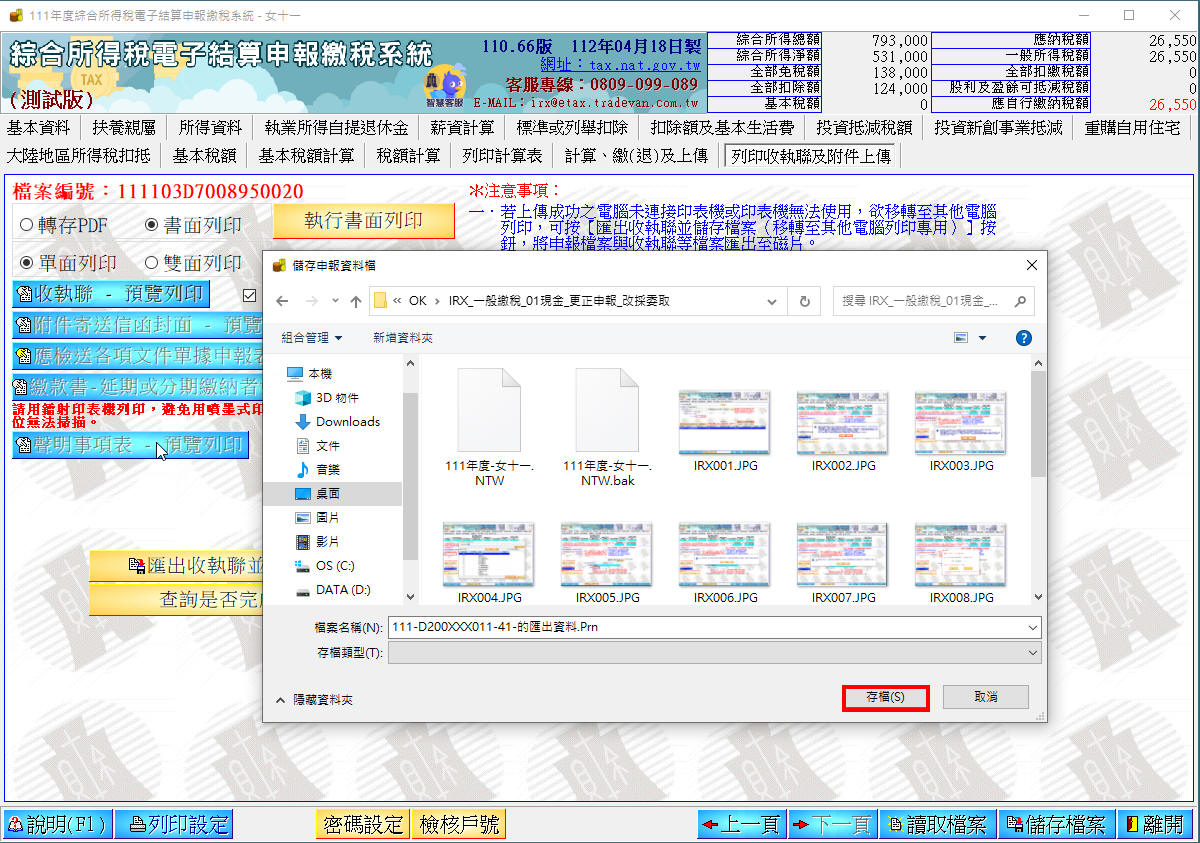 111年度綜合所得稅電子結算申報繳稅系統 - 女十一
綜合所得稅電子結算申報繳稅系統
TAX
(測試版)
110.66版 112年04月18日製
網址：tax.nat.gov.tw
客服專線：0809-099-089
E-MAIL：irx@etax.tradevan.com.tw
智慧客服
綜合所得總額 793,000 應納稅額 26,550
綜合所得淨額 531,000 一般所得稅額 26,550
全部免稅額 138,000 全部扣繳稅額 0
全部扣除額 124,000 股利及盈餘可抵減稅額 0
基本稅額 0 應自行繳納稅額 26,550
基本資料 扶養親屬 所得資料 執業所得自提退休金 薪資計算 標準或列舉扣除 扣除額及基本生活費 投資抵減稅額 投資新創事業抵減 重購自用住宅
大陸地區所得稅扣抵 基本稅額 基本稅額計算 稅額計算 列印計算表 計算、繳(退)及上傳 列印收執聯及附件上傳
檔案編號：111103D7008950020
轉存PDF 書面列印
執行書面列印
單面列印 雙面列印
收執聯 - 預覽列印
附件寄送信函封面 - 預覽
應檢送各項文件單據申報
繳款書-延期或分期繳納者
請用鐳射印表機列印，避免用噴墨式印
位無法掃描。
聲明事項表 - 預覽列印
匯出收執聯並
查詢是否完
※注意事項：
一．若上傳成功之電腦未連接印表機或印表機無法使用，欲移轉至其他電腦
列印，可按［匯出收執聯並儲存檔案（移轉至其他電腦列印專用）］按
鈕，將申報檔案與收執聯等檔案匯出至磁片。
儲存申報資料檔
« OK › IRX_一般繳稅_01現金_更正申報_改採委取
搜尋 IRX_一般繳稅_01現金_...
組合管理 新增資料夾
本機
3D 物件
Downloads
文件
音樂
桌面
圖片
影片
OS (C:)
DATA (D:)
111年度-女十一.
NTW
111年度-女十一.
NTW.bak
IRX001.JPG
IRX002.JPG
IRX003.JPG
IRX004.JPG
IRX005.JPG
IRX006.JPG
IRX007.JPG
IRX008.JPG
檔案名稱(N): 111-D200XXX011-41-的匯出資料.Prn
存檔類型(T):
隱藏資料夾
存檔(S)
取消
說明(F1) 列印設定 密碼設定 檢核戶號 上一頁 下一頁 讀取檔案 儲存檔案 離開